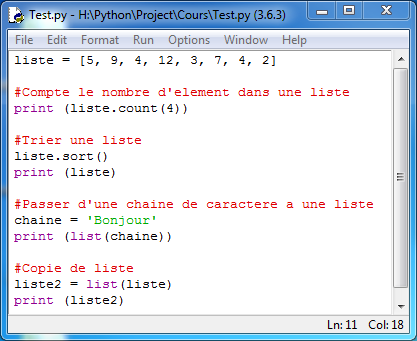 Test.py - H:\Python\Project\Cours\Test.py (3.6.3)
File Edit Format Run Options Window Help
liste = [5, 9, 4, 12, 3, 7, 4, 2]
#Compte le nombre d'element dans une liste
print (liste.count(4))
#Trier une liste
liste.sort()
print (liste)
#Passer d'une chaine de caractere a une liste
chaine = 'Bonjour'
print (list(chaine))
#Copie de liste
liste2 = list(liste)
print (liste2)
Ln: 11 Col: 18